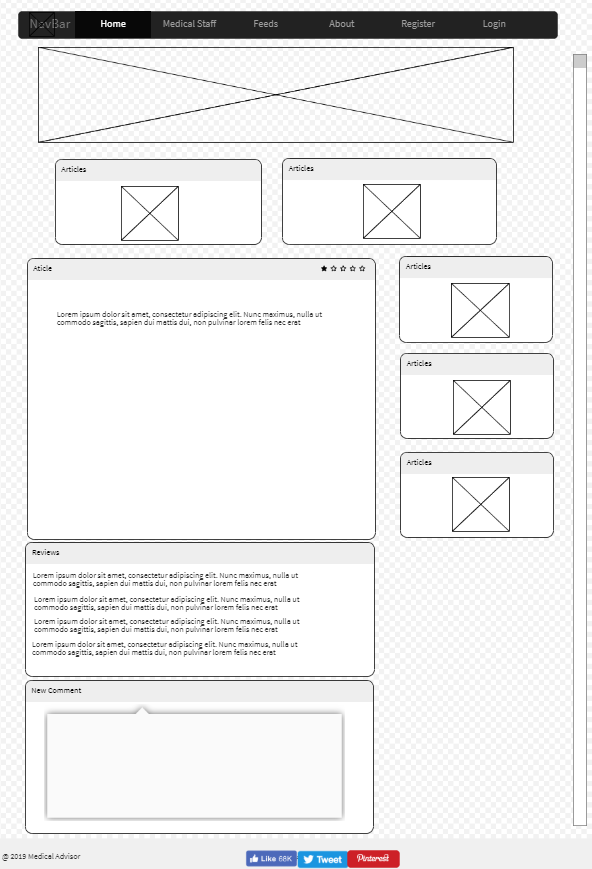 NavBar Home Medical Staff Feeds About Register Login
Articles
Articles
Aticle
Lorem ipsum dolor sit amet, consectetur adipiscing elit. Nunc maximus, nulla ut
commodo sagittis, sapien dui mattis dui, non pulvinar lorem felis nec erat
Articles
Articles
Articles
Reviews
Lorem ipsum dolor sit amet, consectetur adipiscing elit. Nunc maximus, nulla ut
commodo sagittis, sapien dui mattis dui, non pulvinar lorem felis nec erat
Lorem ipsum dolor sit amet, consectetur adipiscing elit. Nunc maximus, nulla ut
commodo sagittis, sapien dui mattis dui, non pulvinar lorem felis nec erat
Lorem ipsum dolor sit amet, consectetur adipiscing elit. Nunc maximus, nulla ut
commodo sagittis, sapien dui mattis dui, non pulvinar lorem felis nec erat
Lorem ipsum dolor sit amet, consectetur adipiscing elit. Nunc maximus, nulla ut
commodo sagittis, sapien dui mattis dui, non pulvinar lorem felis nec erat
New Comment
@ 2019 Medical Advisor Like 68K Tweet Pinterest